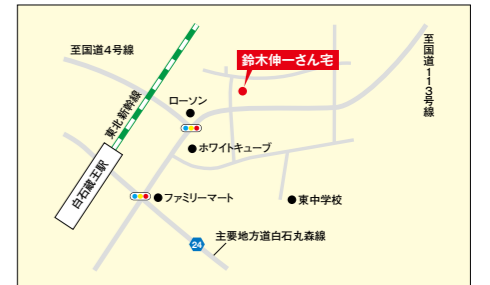 至国道4号線
鈴木伸一さん宅
至国道113号線
東北新幹線
ローソン
ホワイトキューブ
白石蔵王駅
ファミリーマート
東中学校
24
主要地方道白石丸森線